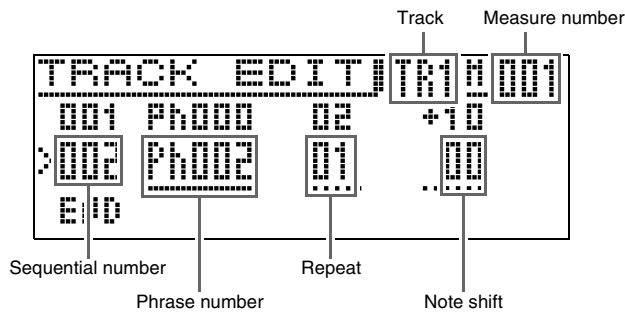 Track Measure number
TRACK EDIT TR1 M 001
001 Ph000 02 +10
>002 Ph002 01 00
END
Sequential number Repeat
Phrase number Note shift